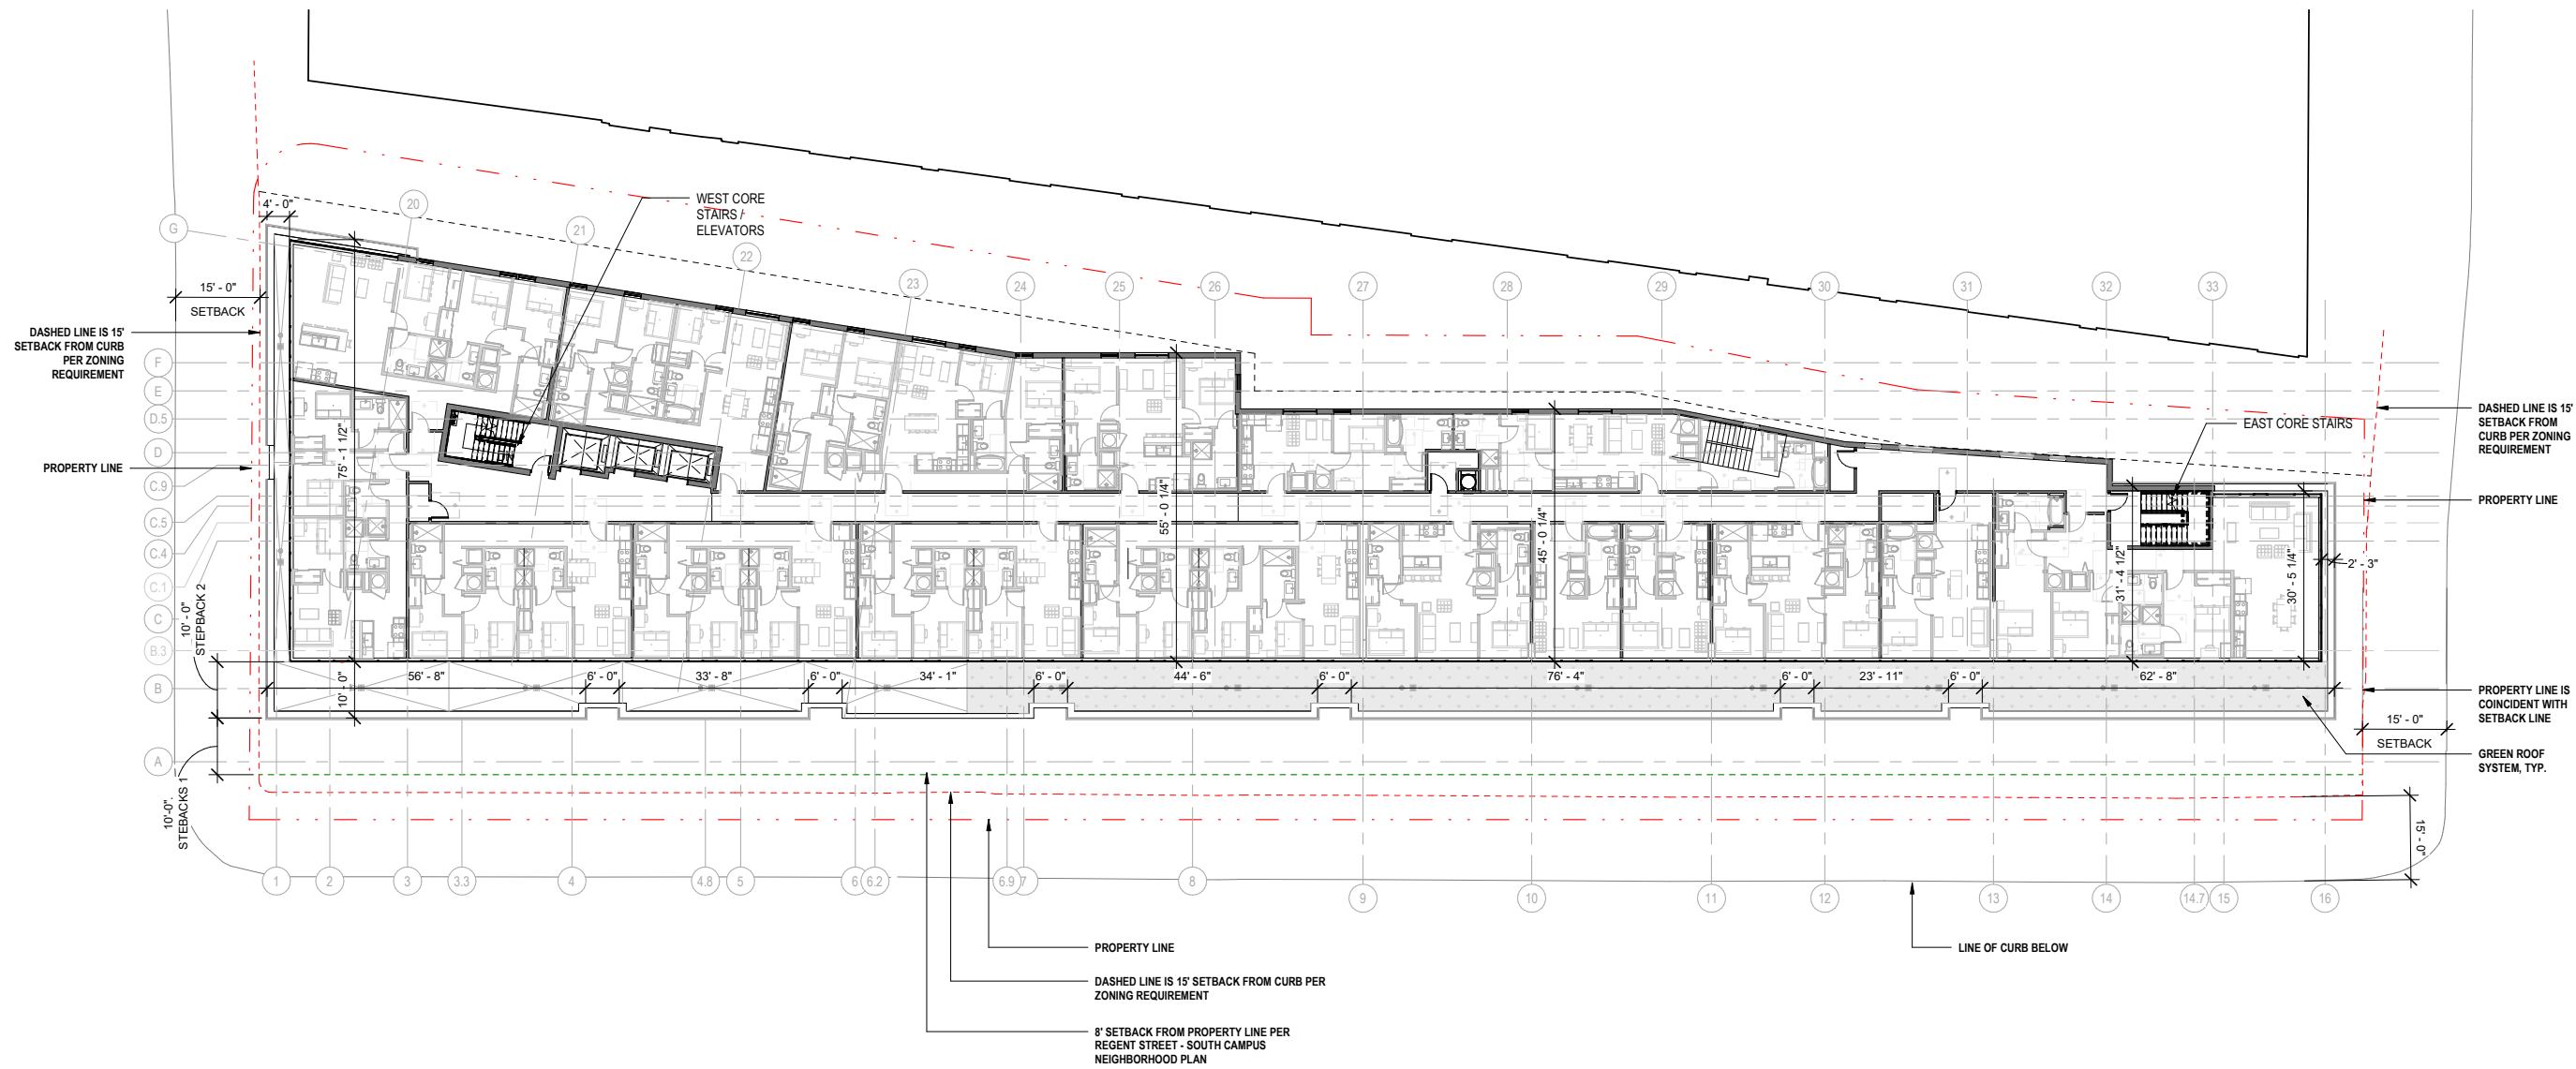 WEST CORE
STAIRS /
ELEVATORS
20
21
22
23
24
25
26
27
28
29
30
31
32
33
4' - 0"
G
15' - 0"
SETBACK
DASHED LINE IS 15'
SETBACK FROM CURB
PER ZONING
REQUIREMENT
F
E
D.5
D
PROPERTY LINE
C.9
C.5
C.4
C.1
C
B.3
B
A
75' - 1 1/2"
55' - 0 1/4"
45' - 0 1/4"
31' - 4 1/2"
30' - 5 1/4"
2' - 3"
EAST CORE STAIRS
DASHED LINE IS 15'
SETBACK FROM
CURB PER ZONING
REQUIREMENT
PROPERTY LINE
10' - 0"
STEPBACK 2
10' - 0"
56' - 8"
6' - 0"
33' - 8"
6' - 0"
34' - 1"
6' - 0"
44' - 6"
6' - 0"
76' - 4"
6' - 0"
23' - 11"
6' - 0"
62' - 8"
PROPERTY LINE IS
COINCIDENT WITH
SETBACK LINE
15' - 0"
SETBACK
GREEN ROOF
SYSTEM, TYP.
10'-0"
STEBACKS 1
15' - 0"
1
2
3
3.3
4
4.8
5
6
6.2
6.9
7
8
9
10
11
12
13
14
14.7
15
16
PROPERTY LINE
LINE OF CURB BELOW
DASHED LINE IS 15' SETBACK FROM CURB PER
ZONING REQUIREMENT
8' SETBACK FROM PROPERTY LINE PER
REGENT STREET - SOUTH CAMPUS
NEIGHBORHOOD PLAN